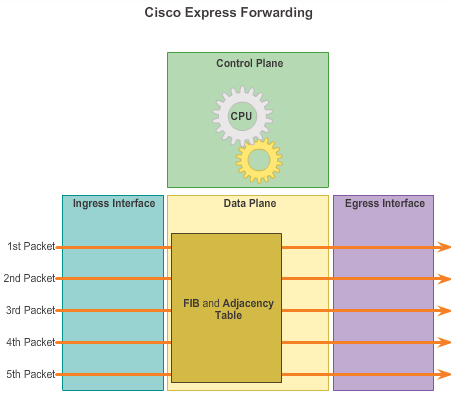 Cisco Express Forwarding
Control Plane
CPU
Ingress Interface
Data Plane
Egress Interface
1st Packet
2nd Packet
3rd Packet
4th Packet
5th Packet
FIB and Adjacency
Table